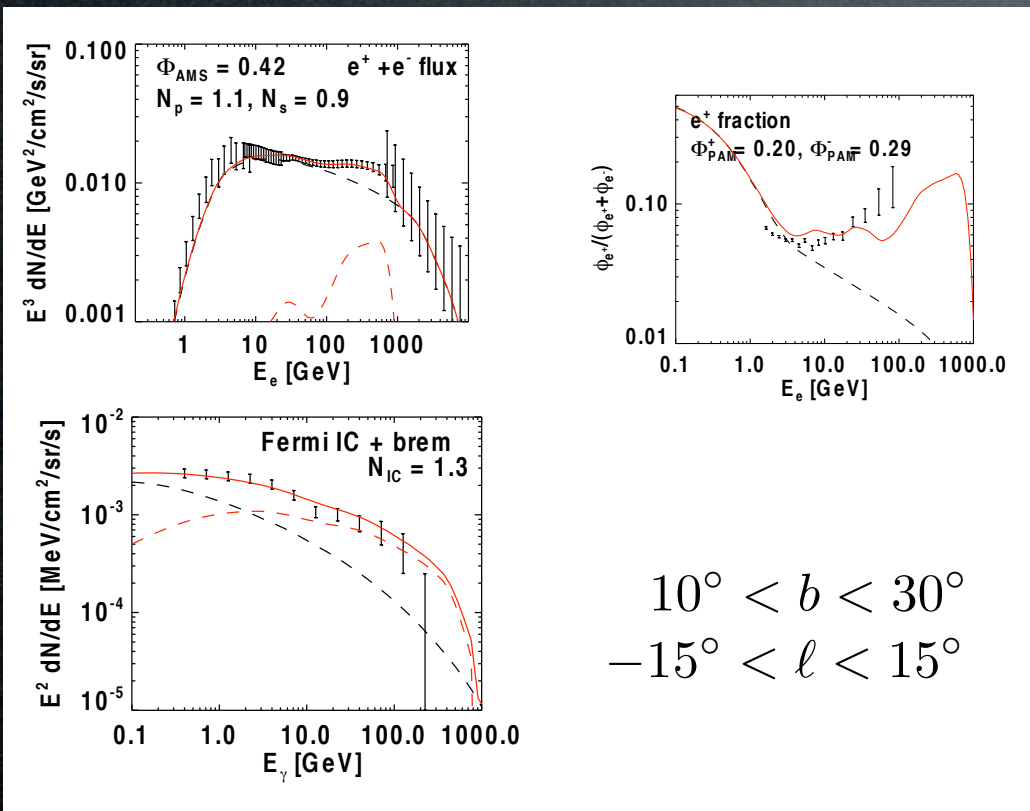 E³ dN/dE [GeV²/cm²/s/sr]
0.100
0.010
0.001
Φ_AMS = 0.42 e⁺ +e⁻ flux
N_p = 1.1, N_s = 0.9
1 10 100 1000
E_e [GeV]
ϕ_e⁺/(ϕ_e⁺+ϕ_e⁻)
0.10
0.01
e⁺ fraction
Φ⁺_PAM= 0.20, Φ⁻_PAM= 0.29
0.1 1.0 10.0 100.0 1000.0
E_e [GeV]
E² dN/dE [MeV/cm²/sr/s]
10⁻²
10⁻³
10⁻⁴
10⁻⁵
Fermi IC + brem
N_IC = 1.3
0.1 1.0 10.0 100.0 1000.0
E_γ [GeV]
10° < b < 30°
−15° < ℓ < 15°